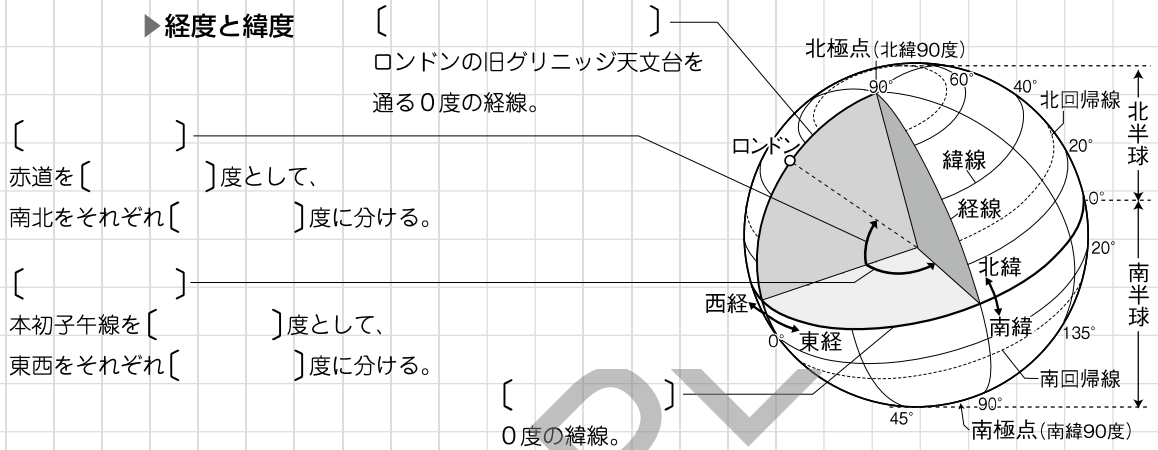 ▶経度と緯度
〔　　　　　　　〕
ロンドンの旧グリニッジ天文台を
通る0度の経線。
〔　　　　　〕
赤道を〔　　　　〕度として、
南北をそれぞれ〔　　　　〕度に分ける。
〔　　　　　〕
本初子午線を〔　　　　〕度として、
東西をそれぞれ〔　　　　〕度に分ける。
〔　　　　　〕
0度の緯線。
北極点(北緯90度)
90°
60°
40°
北回帰線
北半球
ロンドン
20°
緯線
0°
経線
20°
北緯
南半球
西経
南緯
0°
東経
135°
南回帰線
90°
45°
南極点(南緯90度)